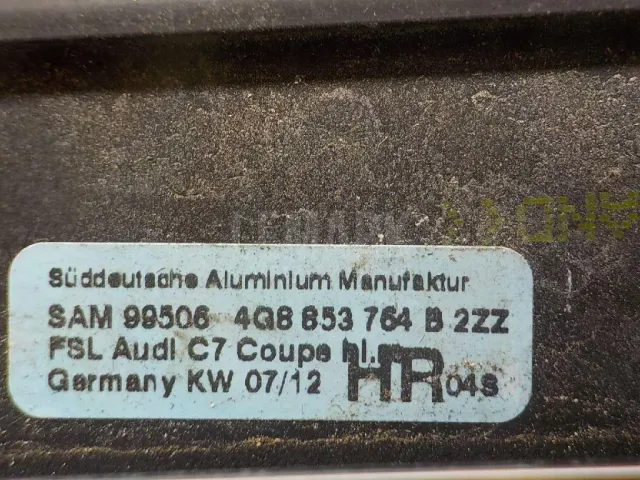 Süddeutsche Aluminium Manufaktur
SAM 99506 4G8 853 764 B 2ZZ
FSL Audi C7 Coupe hl.
Germany KW 07/12 HR 04S